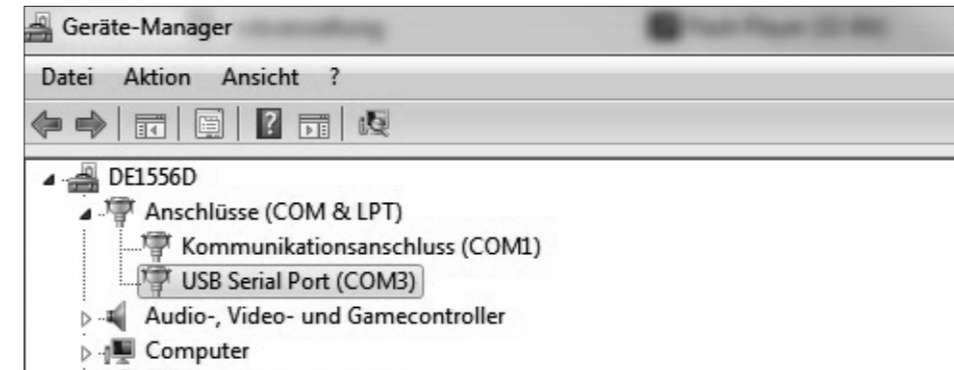 Geräte-Manager
Datei Aktion Ansicht ?
DE1556D
Anschlüsse (COM & LPT)
Kommunikationsanschluss (COM1)
USB Serial Port (COM3)
Audio-, Video- und Gamecontroller
Computer